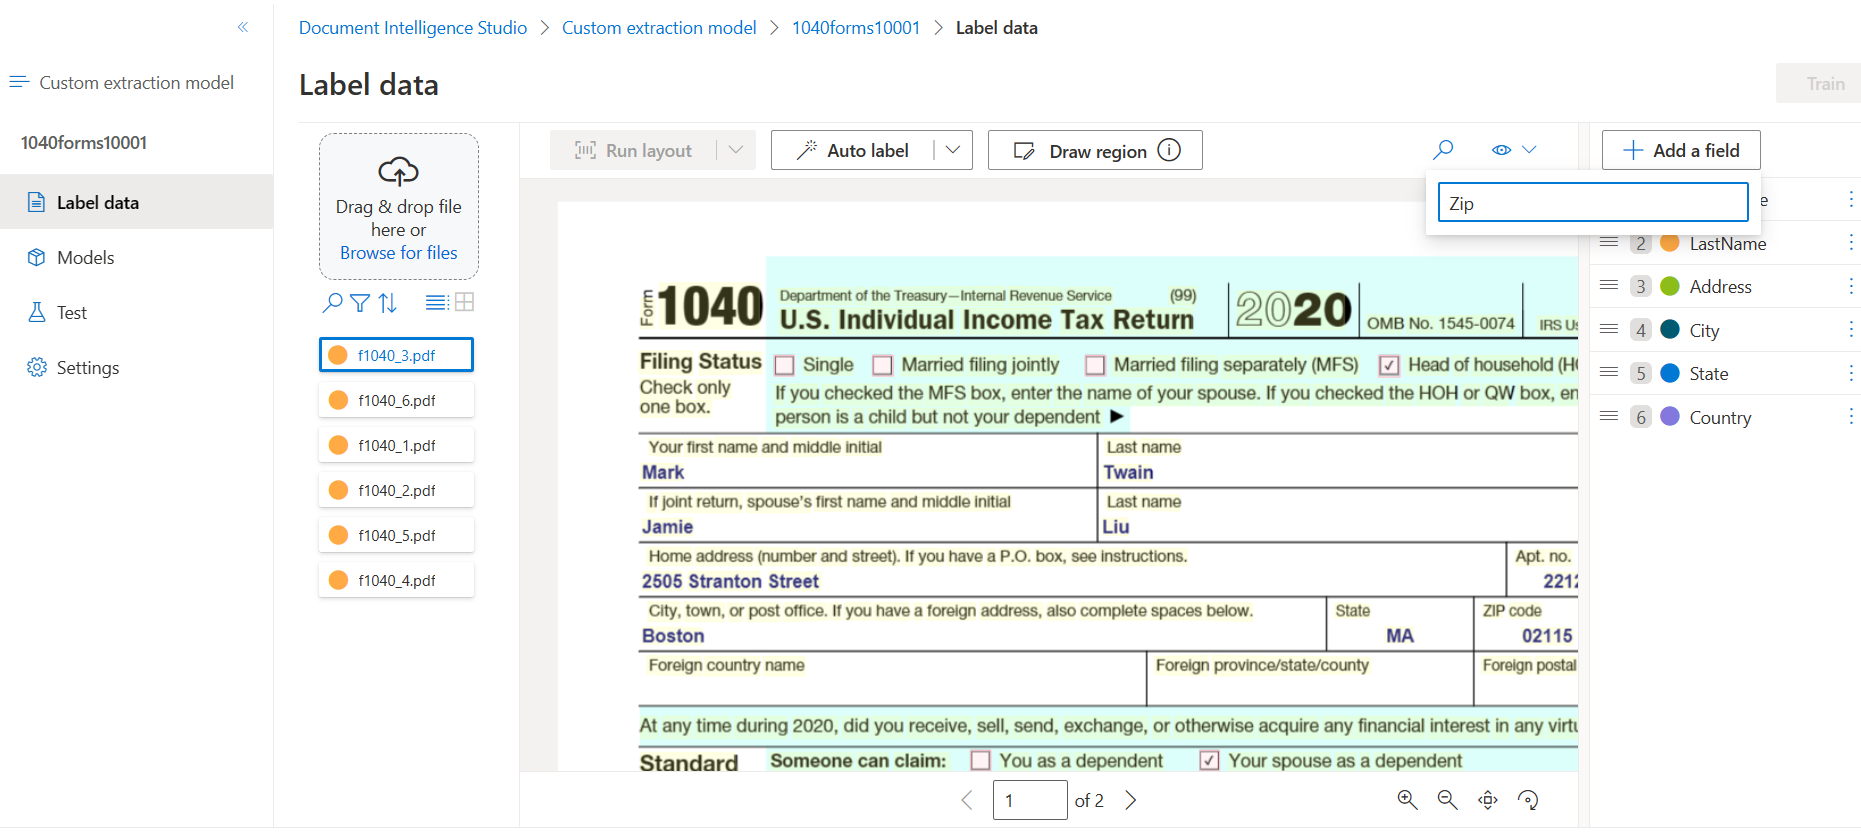 Document Intelligence Studio > Custom extraction model > 1040forms10001 > Label data
Custom extraction model
Label data
Train
1040forms10001
Label data
Models
Test
Settings
Drag & drop file
here or
Browse for files
f1040_3.pdf
f1040_6.pdf
f1040_1.pdf
f1040_2.pdf
f1040_5.pdf
f1040_4.pdf
Run layout
Auto label
Draw region
Add a field
Zip
Form 1040
Department of the Treasury—Internal Revenue Service (99)
U.S. Individual Income Tax Return
2020
OMB No. 1545-0074
IRS
Filing Status
Check only
one box.
Single Married filing jointly Married filing separately (MFS) Head of household
If you checked the MFS box, enter the name of your spouse. If you checked the HOH or QW box, en
person is a child but not your dependent ▶
Your first name and middle initial
Mark
Last name
Twain
If joint return, spouse's first name and middle initial
Jamie
Last name
Liu
Home address (number and street). If you have a P.O. box, see instructions.
2505 Stranton Street
Apt. no.
2212
City, town, or post office. If you have a foreign address, also complete spaces below.
Boston
State
MA
ZIP code
02115
Foreign country name
Foreign province/state/county
Foreign postal
At any time during 2020, did you receive, sell, send, exchange, or otherwise acquire any financial interest in any virtu
Standard
Someone can claim: You as a dependent Your spouse as a dependent
1 of 2
e
2 LastName
3 Address
4 City
5 State
6 Country